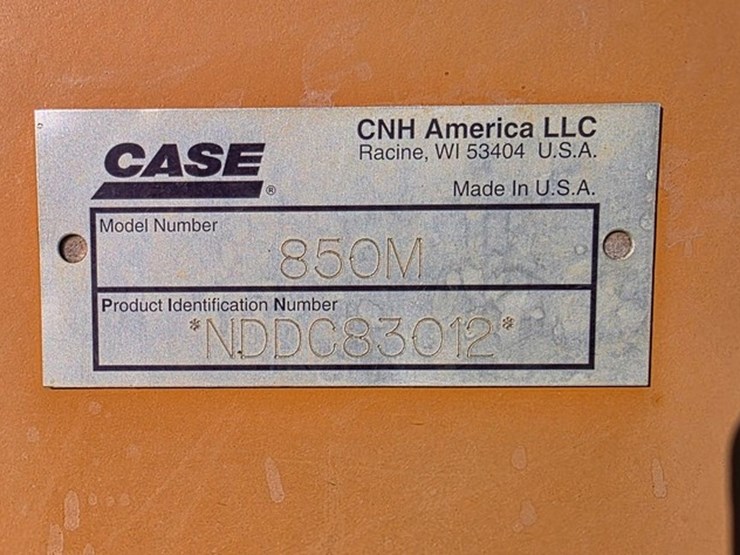 CASE®
CNH America LLC
Racine, WI 53404 U.S.A.
Made In U.S.A.
Model Number
850M
Product Identification Number
*NDDC83012*